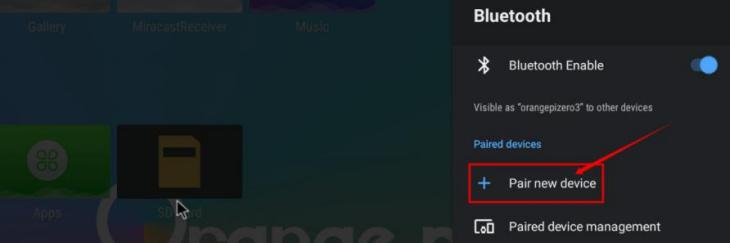 Gallery
MiracastReceiver
Music
Apps
Bluetooth
Bluetooth Enable
Visible as "orangepizero3" to other devices
Paired devices
+ Pair new device
Paired device management